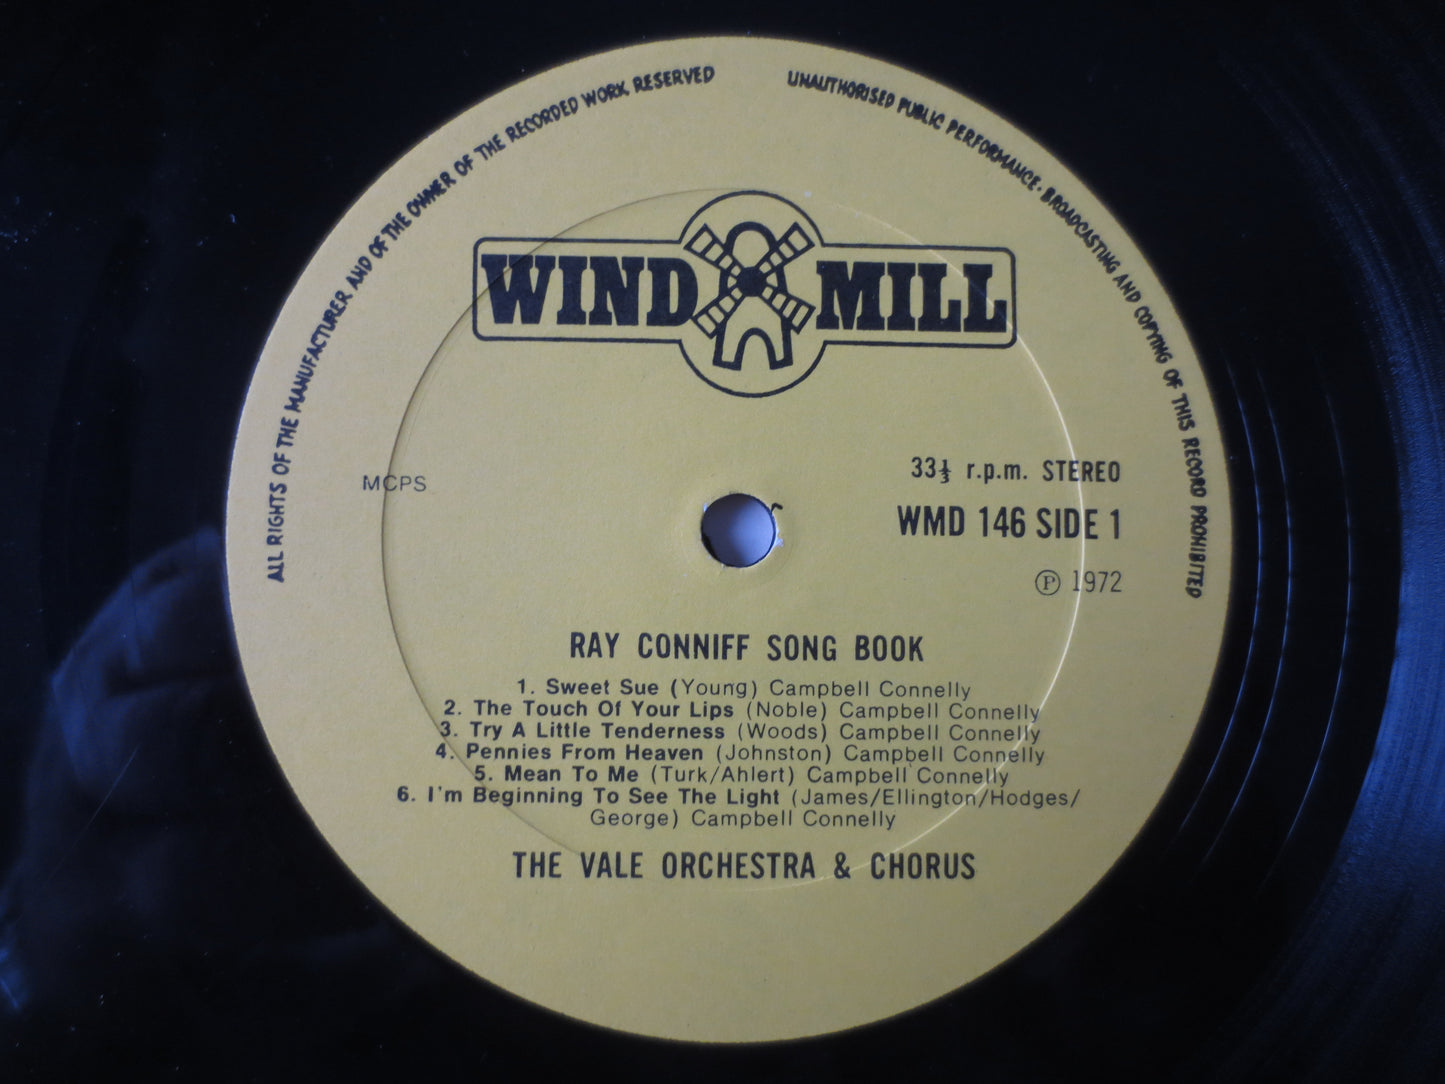 ALL RIGHTS OF THE MANUFACTURER AND OF THE OWNER OF THE RECORDED WORK RESERVED
UNAUTHORISED PUBLIC PERFORMANCE · BROADCASTING AND COPYING OF THIS RECORD PROHIBITED
WIND MILL
MCPS
33⅓ r.p.m. STEREO
WMD 146 SIDE 1
Ⓟ 1972
RAY CONNIFF SONG BOOK
1. Sweet Sue (Young) Campbell Connelly
2. The Touch Of Your Lips (Noble) Campbell Connelly
3. Try A Little Tenderness (Woods) Campbell Connelly
4. Pennies From Heaven (Johnston) Campbell Connelly
5. Mean To Me (Turk/Ahlert) Campbell Connelly
6. I'm Beginning To See The Light (James/Ellington/Hodges/
George) Campbell Connelly
THE VALE ORCHESTRA & CHORUS